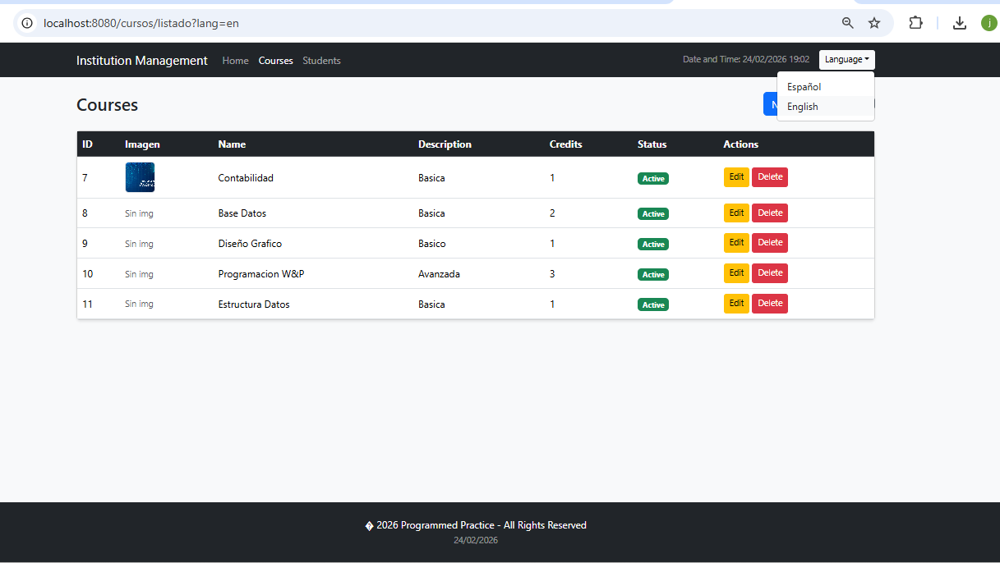 localhost:8080/cursos/listado?lang=en
j
Institution Management Home Courses Students Date and Time: 24/02/2026 19:02 Language
Español
English
Courses
ID Imagen Name Description Credits Status Actions
7 Contabilidad Basica 1 Active Edit Delete
8 Sin img Base Datos Basica 2 Active Edit Delete
9 Sin img Diseño Grafico Basico 1 Active Edit Delete
10 Sin img Programacion W&P Avanzada 3 Active Edit Delete
11 Sin img Estructura Datos Basica 1 Active Edit Delete
� 2026 Programmed Practice - All Rights Reserved
24/02/2026